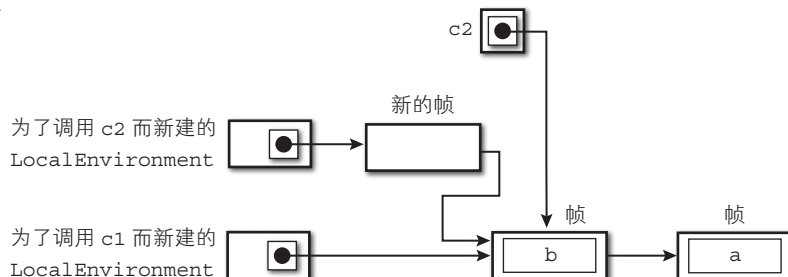 c2
新的帧
为了调用 c2 而新建的
LocalEnvironment
为了调用 c1 而新建的
LocalEnvironment
帧
b
帧
a